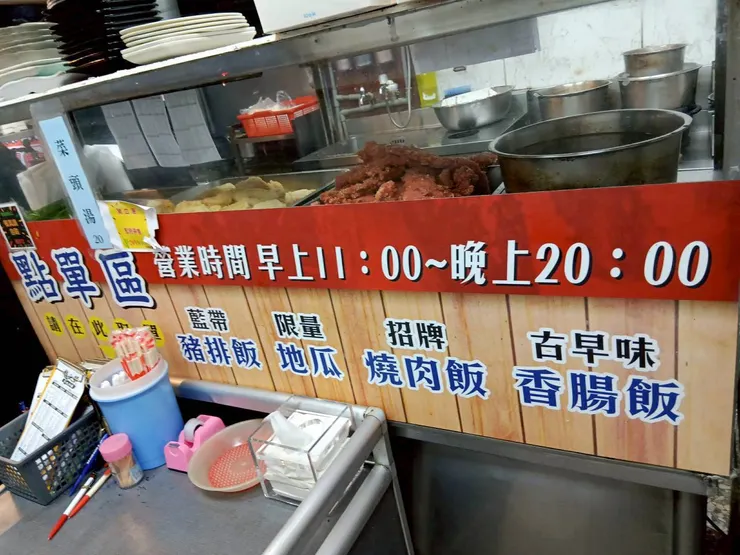 菜頭湯 20
點單區
營業時間 早上11：00~晚上20：00
請在此
藍帶
豬排飯
限量
地瓜
招牌
燒肉飯
古早味
香腸飯